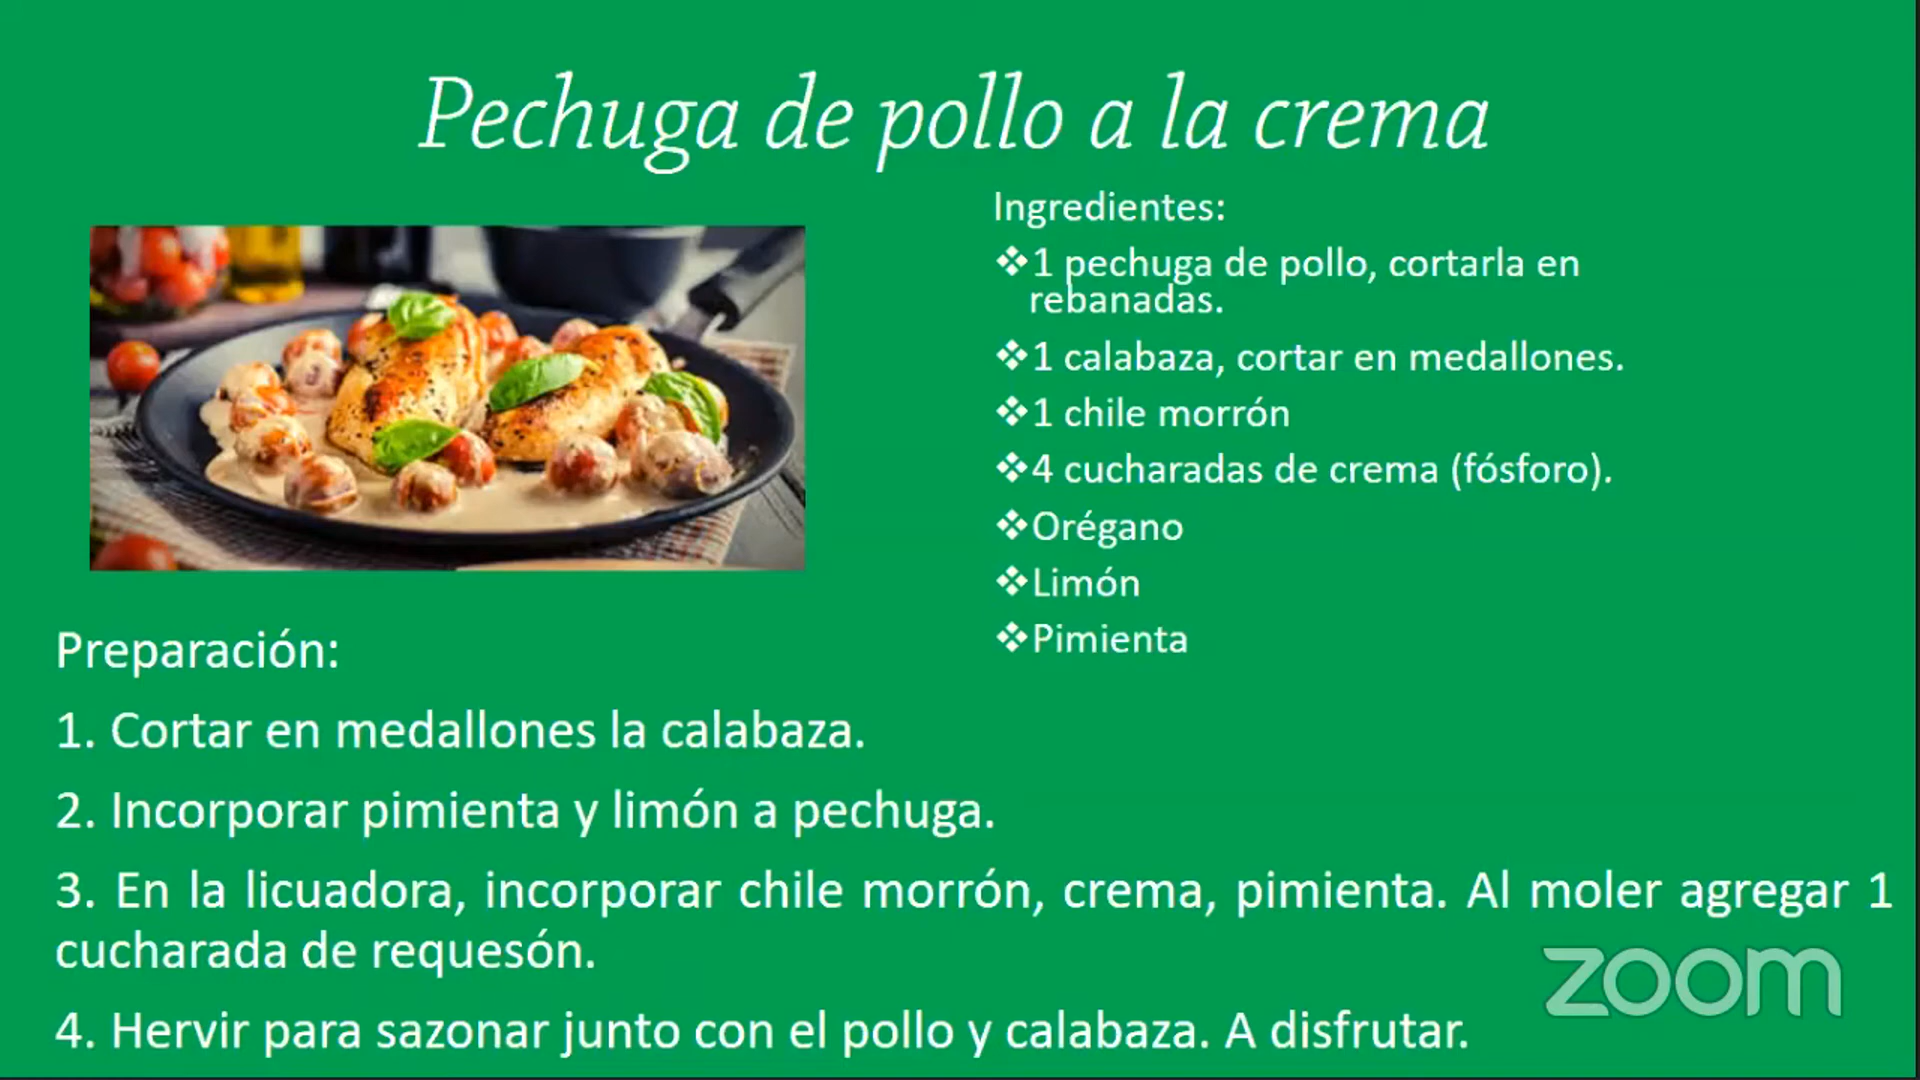 Pechuga de pollo a la crema
Ingredientes:
❖1 pechuga de pollo, cortarla en
rebanadas.
❖1 calabaza, cortar en medallones.
❖1 chile morrón
❖4 cucharadas de crema (fósforo).
❖Orégano
❖Limón
❖Pimienta
Preparación:
1. Cortar en medallones la calabaza.
2. Incorporar pimienta y limón a pechuga.
3. En la licuadora, incorporar chile morrón, crema, pimienta. Al moler agregar 1
cucharada de requesón.
4. Hervir para sazonar junto con el pollo y calabaza. A disfrutar.
zoom